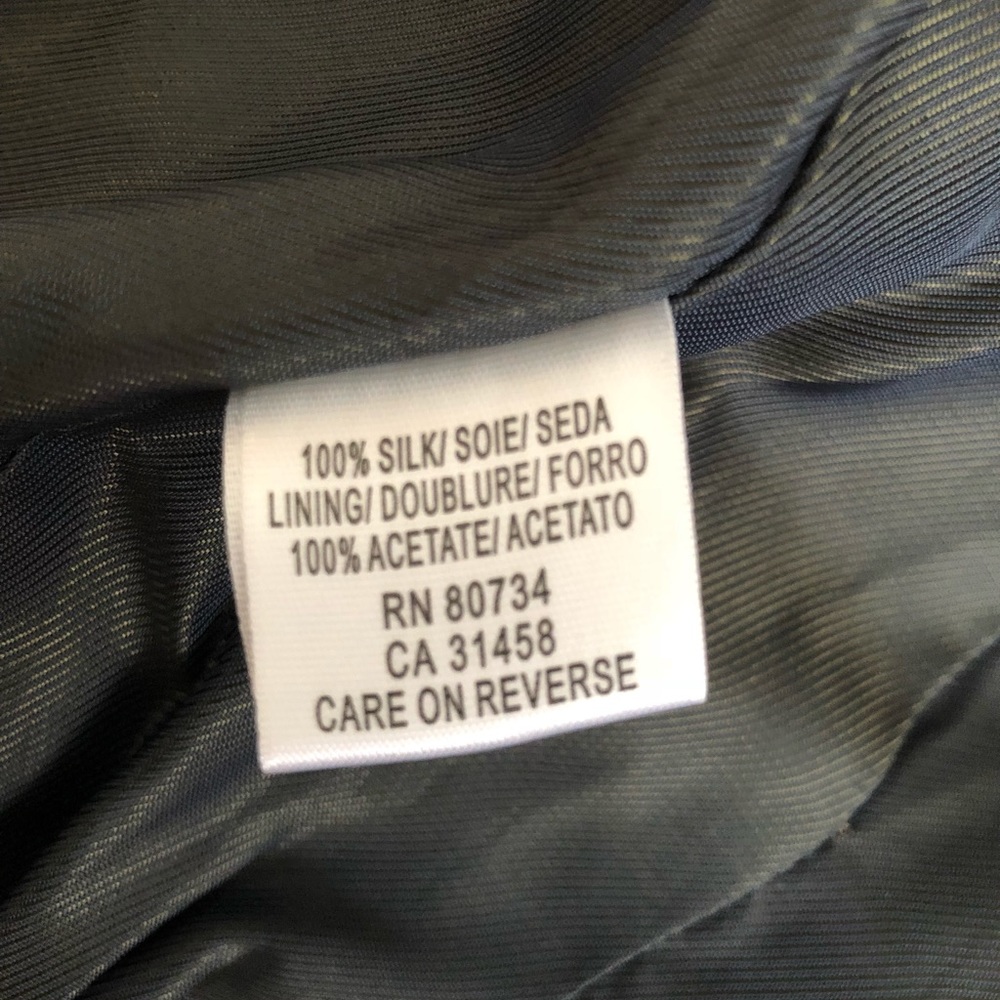 100% SILK/ SOIE/ SEDA
LINING/ DOUBLURE/ FORRO
100% ACETATE/ ACETATO
RN 80734
CA 31458
CARE ON REVERSE